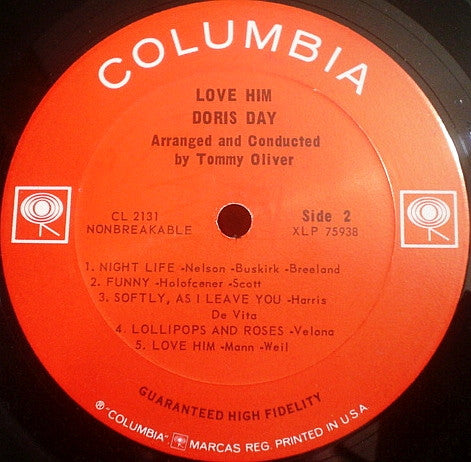 COLUMBIA
LOVE HIM
DORIS DAY
Arranged and Conducted
by Tommy Oliver
CL 2131
NONBREAKABLE
Side 2
XLP 75938
1. NIGHT LIFE -Nelson -Buskirk -Breeland
2. FUNNY -Holofcener -Scott
3. SOFTLY, AS I LEAVE YOU -Harris
De Vita
4. LOLLIPOPS AND ROSES -Velona
5. LOVE HIM -Mann -Weil
GUARANTEED HIGH FIDELITY
® "COLUMBIA" MARCAS REG. PRINTED IN U.S.A.